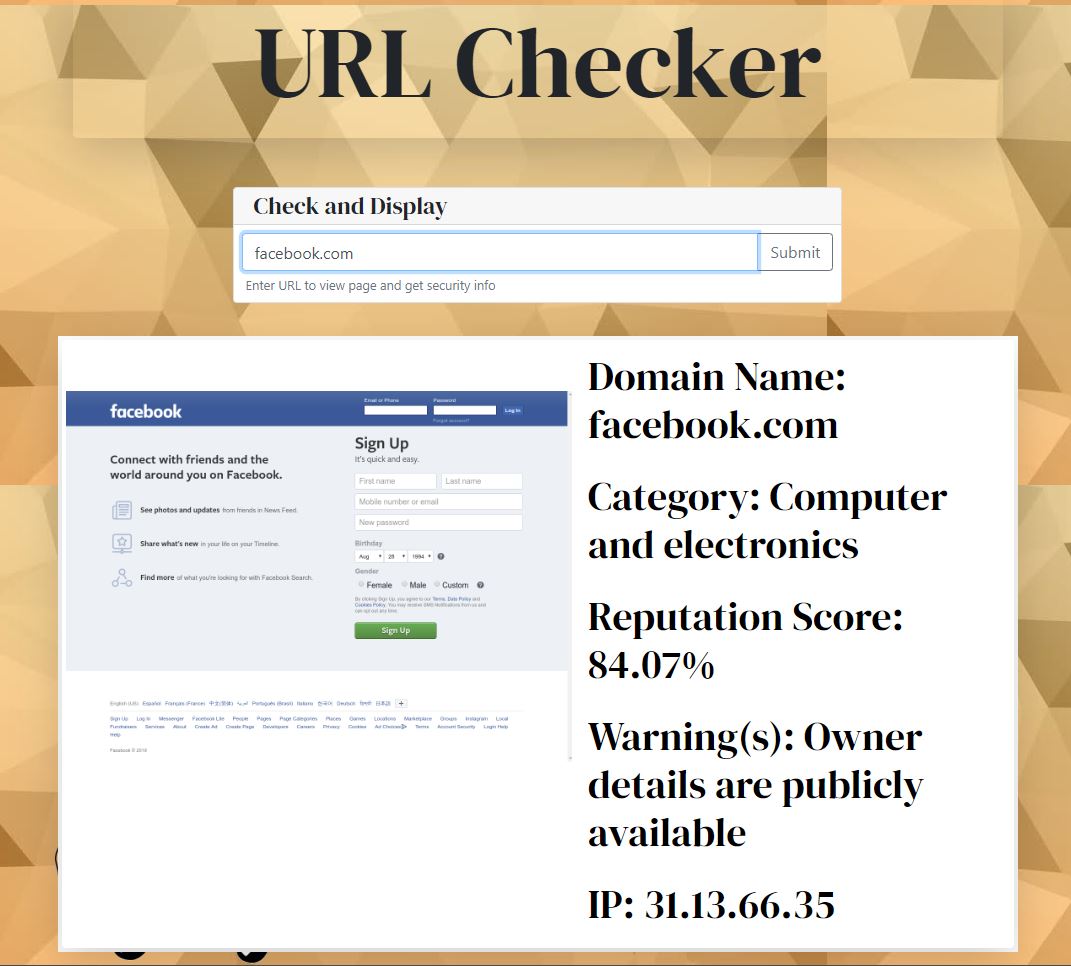 URL Checker
Check and Display
facebook.com
Submit
Enter URL to view page and get security info
facebook
Email or Phone
Password
Log In
Forgot account?
Connect with friends and the
world around you on Facebook.
See photos and updates from friends in News Feed.
Share what's new in your life on your Timeline.
Find more of what you're looking for with Facebook Search.
Sign Up
It's quick and easy.
First name
Last name
Mobile number or email
New password
Birthday
Aug 28 1994
Gender
Female Male Custom
By clicking Sign Up, you agree to our Terms, Data Policy and
Cookies Policy. You may receive SMS Notifications from us and
can opt out any time.
Sign Up
English (US) Español Français (France) 中文(简体) العربية Português (Brasil) Italiano 한국어 Deutsch हिन्दी 日本語 +
Sign Up Log In Messenger Facebook Lite People Pages Page Categories Places Games Locations Marketplace Groups Instagram Local
Fundraisers Services About Create Ad Create Page Developers Careers Privacy Cookies Ad Choices Terms Account Security Login Help
Help
Facebook © 2019
Domain Name:
facebook.com
Category: Computer
and electronics
Reputation Score:
84.07%
Warning(s): Owner
details are publicly
available
IP: 31.13.66.35